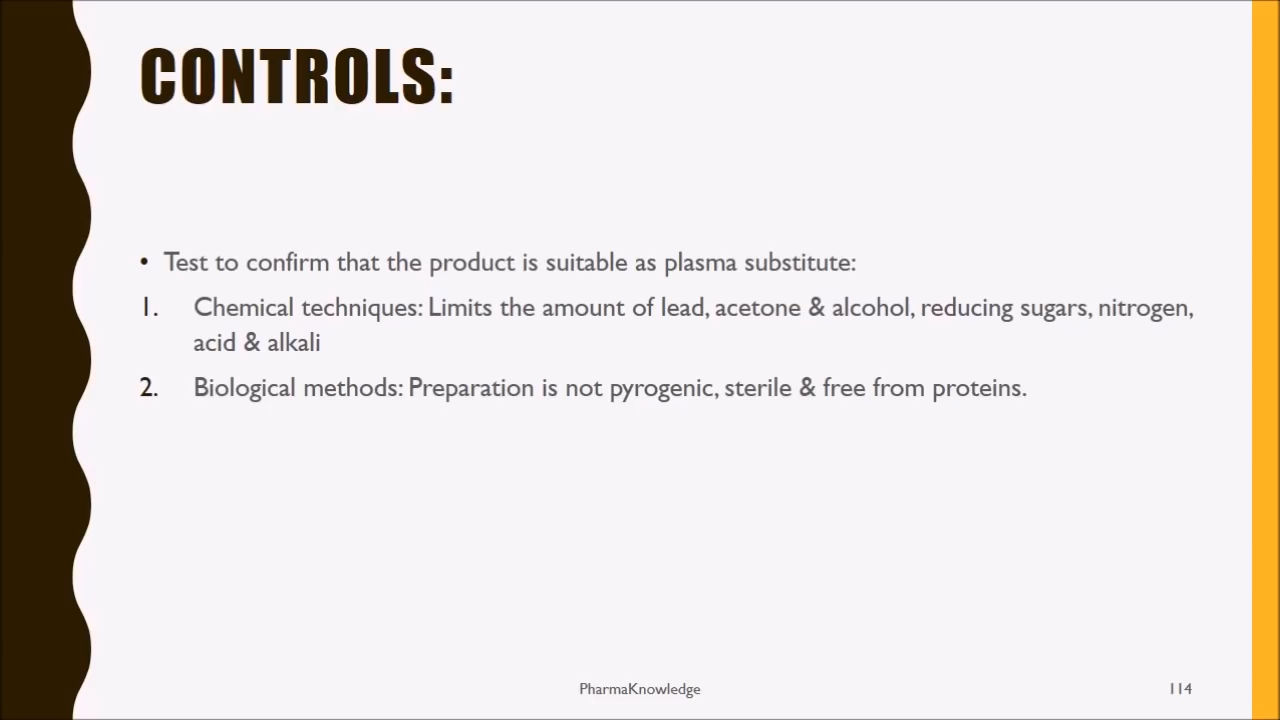 CONTROLS:
• Test to confirm that the product is suitable as plasma substitute:
1. Chemical techniques: Limits the amount of lead, acetone & alcohol, reducing sugars, nitrogen,
acid & alkali
2. Biological methods: Preparation is not pyrogenic, sterile & free from proteins.
PharmaKnowledge
114